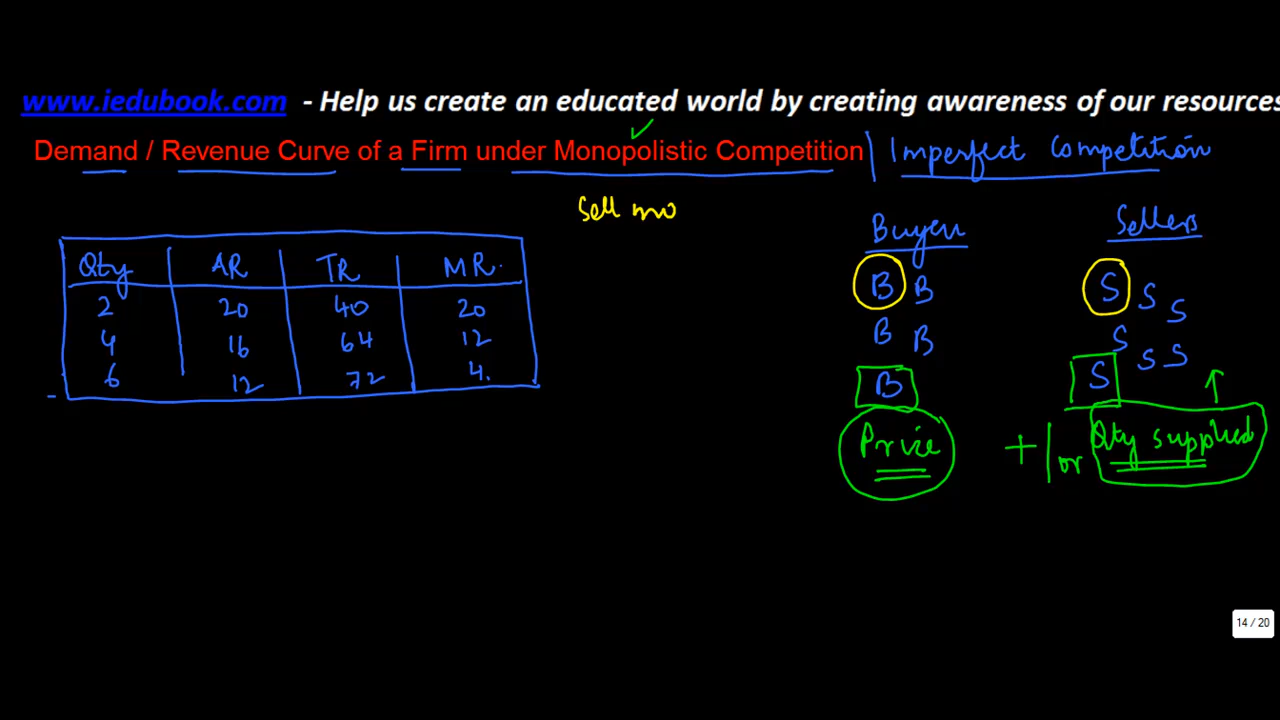 www.iedubook.com - Help us create an educated world by creating awareness of our resources
Demand / Revenue Curve of a Firm under Monopolistic Competition | Imperfect Competition
Sell mo
Qty AR TR MR
2 20 40 20
4 16 64 12
6 12 72 4
Buyers Sellers
B B S S S
B B S S S
B S
Price + | or Qty supplied
14 / 20